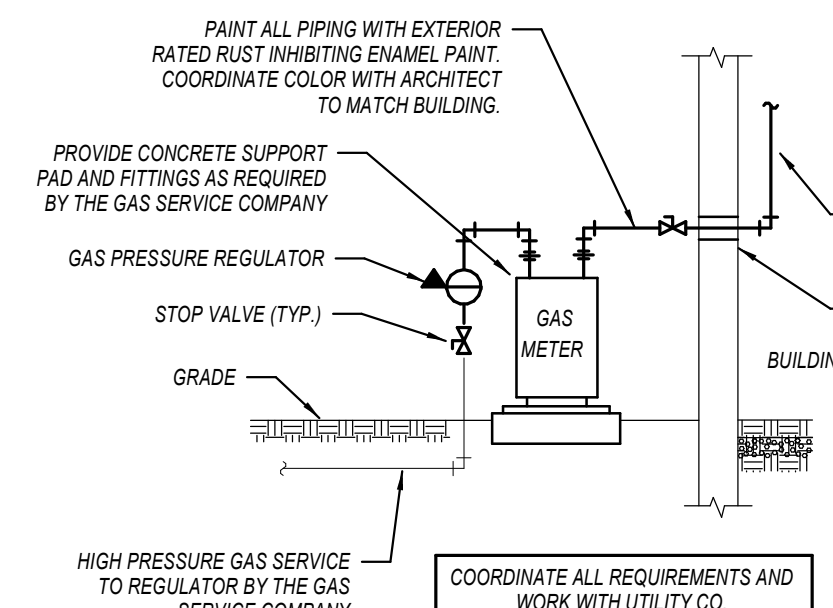 PAINT ALL PIPING WITH EXTERIOR
RATED RUST INHIBITING ENAMEL PAINT.
COORDINATE COLOR WITH ARCHITECT
TO MATCH BUILDING.
PROVIDE CONCRETE SUPPORT
PAD AND FITTINGS AS REQUIRED
BY THE GAS SERVICE COMPANY
GAS PRESSURE REGULATOR
STOP VALVE (TYP.)
GAS
METER
GRADE
HIGH PRESSURE GAS SERVICE
TO REGULATOR BY THE GAS
SERVICE COMPANY
COORDINATE ALL REQUIREMENTS AND
WORK WITH UTILITY CO.